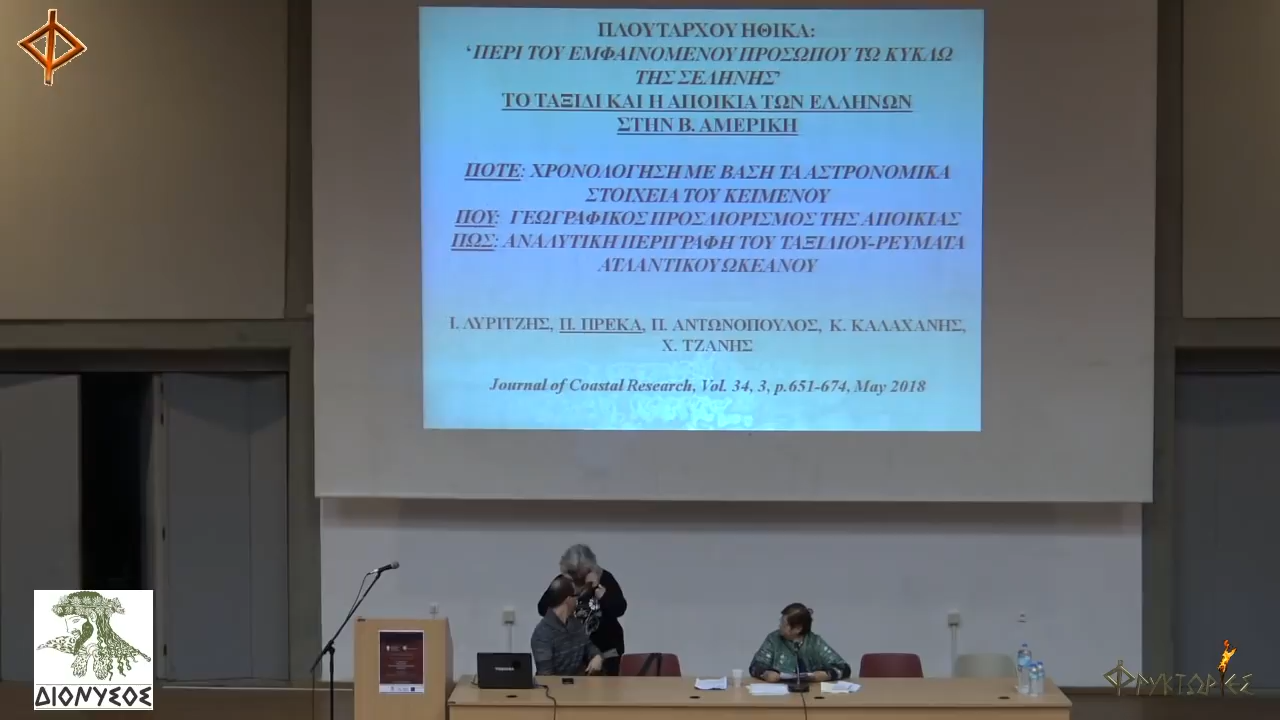 ΠΛΟΥΤΑΡΧΟΥ ΗΘΙΚΑ:
‘ΠΕΡΙ ΤΟΥ ΕΜΦΑΙΝΟΜΕΝΟΥ ΠΡΟΣΩΠΟΥ ΤΩ ΚΥΚΛΩ
ΤΗΣ ΣΕΛΗΝΗΣ’
ΤΟ ΤΑΞΙΔΙ ΚΑΙ Η ΑΠΟΙΚΙΑ ΤΩΝ ΕΛΛΗΝΩΝ
ΣΤΗΝ Β. ΑΜΕΡΙΚΗ
ΠΟΤΕ: ΧΡΟΝΟΛΟΓΗΣΗ ΜΕ ΒΑΣΗ ΤΑ ΑΣΤΡΟΝΟΜΙΚΑ
ΣΤΟΙΧΕΙΑ ΤΟΥ ΚΕΙΜΕΝΟΥ
ΠΟΥ: ΓΕΩΓΡΑΦΙΚΟΣ ΠΡΟΣΔΙΟΡΙΣΜΟΣ ΤΗΣ ΑΠΟΙΚΙΑΣ
ΠΩΣ: ΑΝΑΛΥΤΙΚΗ ΠΕΡΙΓΡΑΦΗ ΤΟΥ ΤΑΞΙΔΙΟΥ-ΡΕΥΜΑΤΑ
ΑΤΛΑΝΤΙΚΟΥ ΩΚΕΑΝΟΥ
Ι. ΛΥΡΙΤΖΗΣ, Π. ΠΡΕΚΑ, Π. ΑΝΤΩΝΟΠΟΥΛΟΣ, Κ. ΚΑΛΑΧΑΝΗΣ,
Χ. ΤΖΑΝΗΣ
Journal of Coastal Research, Vol. 34, 3, p.651-674, May 2018
TOSHIBA
ΔΙΟΝΥΣΟΣ
ΦΡΥΚΤΩΡΙΕΣ